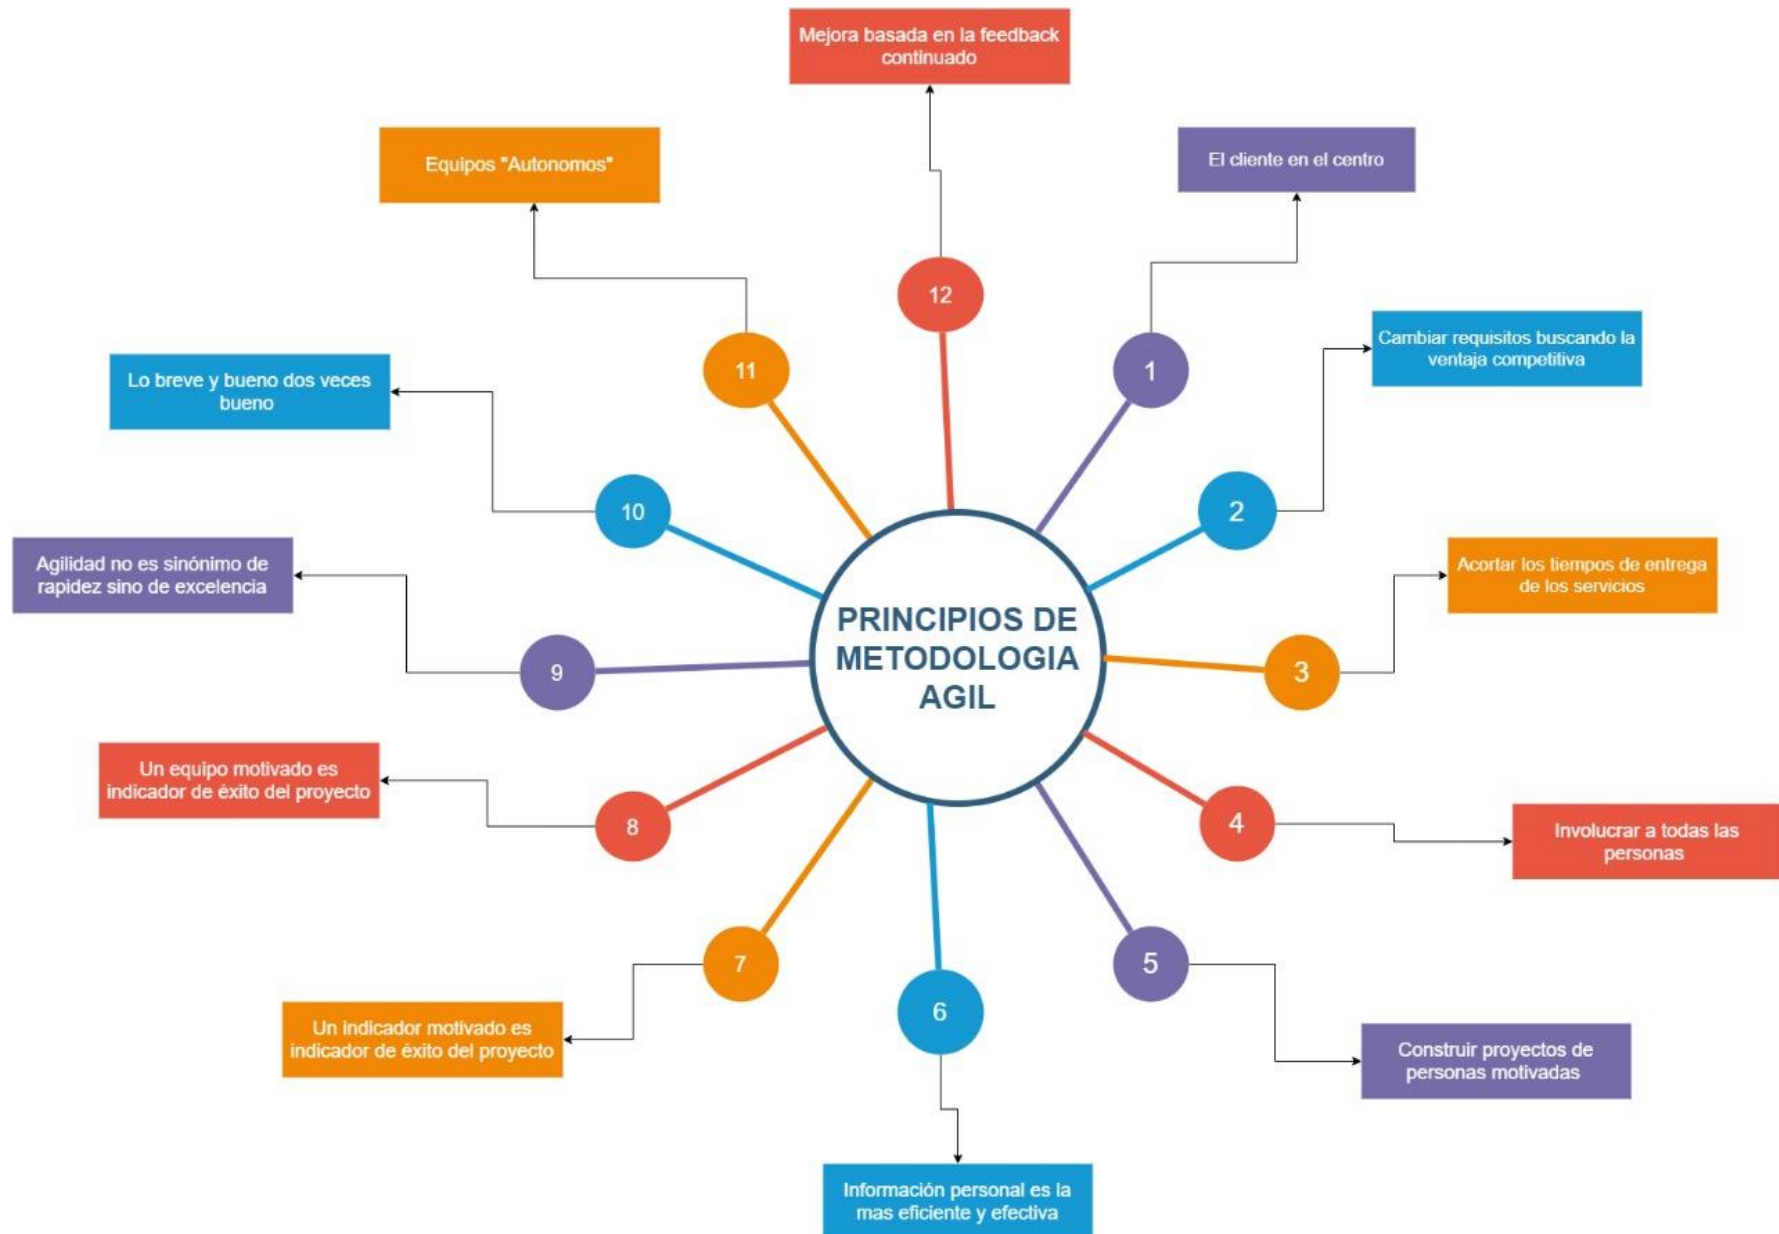 PRINCIPIOS DE
METODOLOGIA
AGIL
1
El cliente en el centro
2
Cambiar requisitos buscando la
ventaja competitiva
3
Acortar los tiempos de entrega
de los servicios
4
Involucrar a todas las
personas
5
Construir proyectos de
personas motivadas
6
Información personal es la
mas eficiente y efectiva
7
Un indicador motivado es
indicador de éxito del proyecto
8
Un equipo motivado es
indicador de éxito del proyecto
9
Agilidad no es sinónimo de
rapidez sino de excelencia
10
Lo breve y bueno dos veces
bueno
11
Equipos "Autonomos"
12
Mejora basada en la feedback
continuado